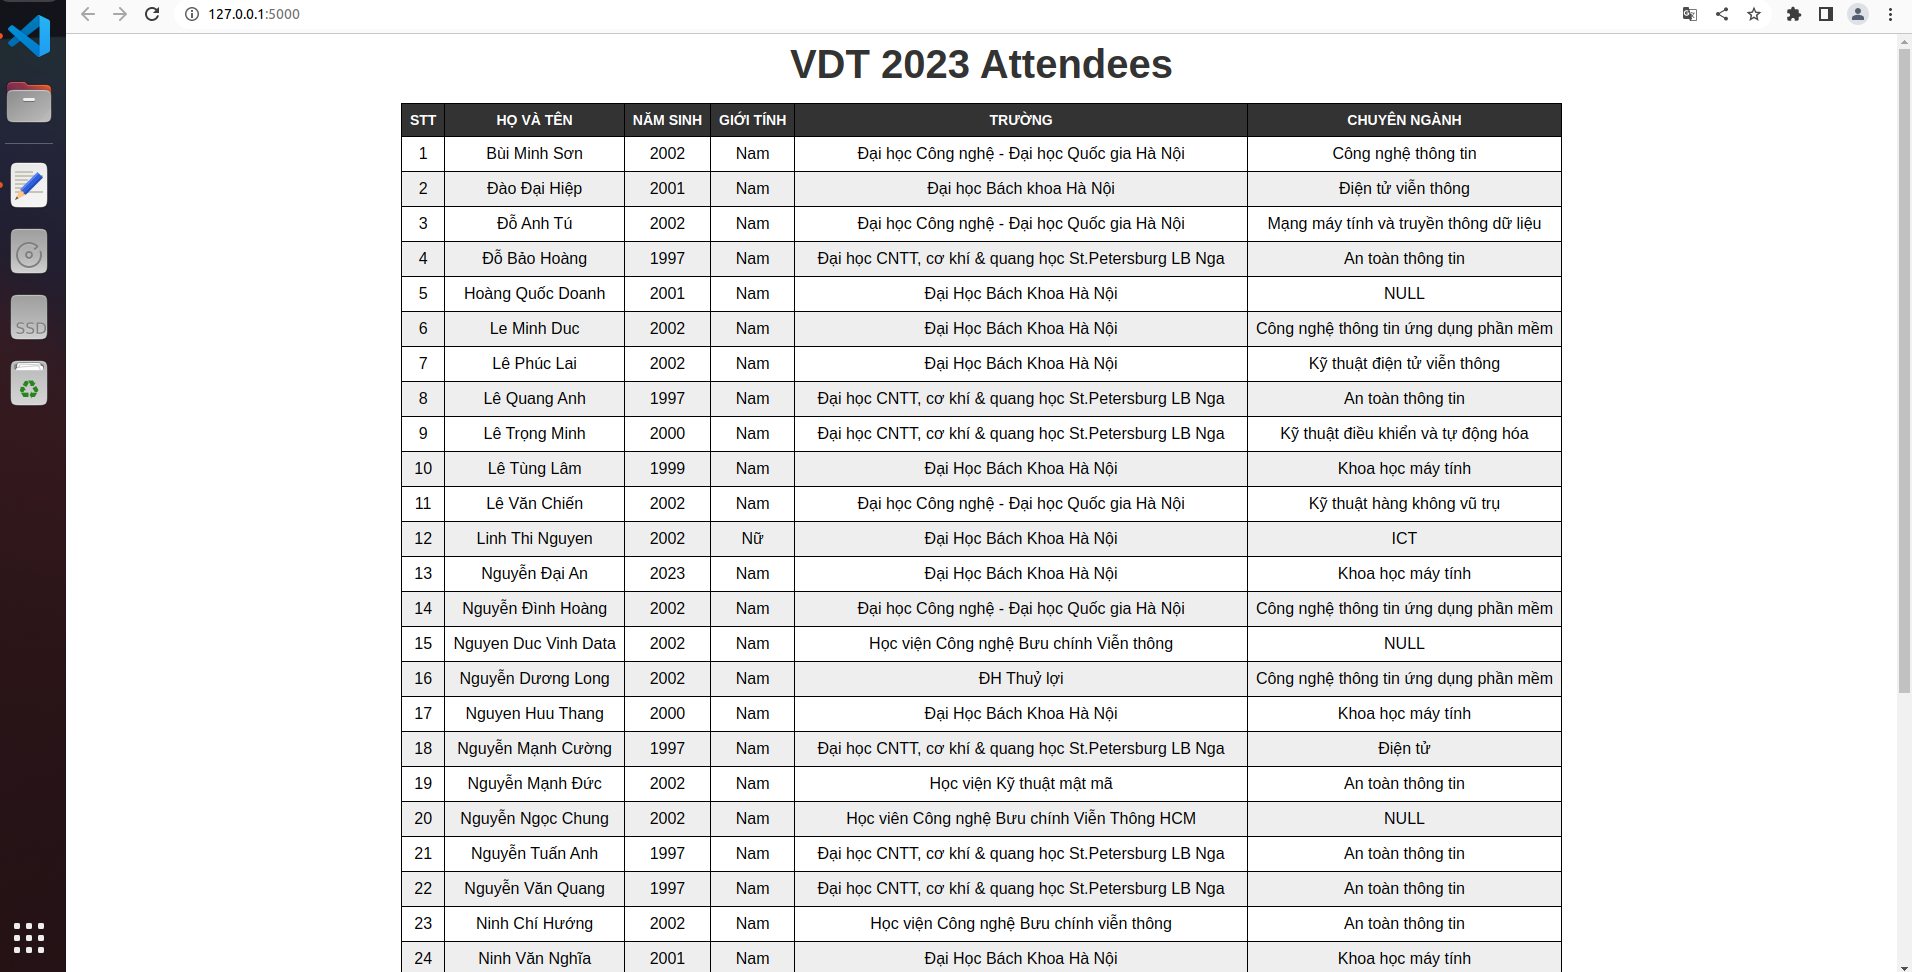 127.0.0.1:5000
VDT 2023 Attendees
STT HỌ VÀ TÊN NĂM SINH GIỚI TÍNH TRƯỜNG CHUYÊN NGÀNH
1 Bùi Minh Sơn 2002 Nam Đại học Công nghệ - Đại học Quốc gia Hà Nội Công nghệ thông tin
2 Đào Đại Hiệp 2001 Nam Đại học Bách khoa Hà Nội Điện tử viễn thông
3 Đỗ Anh Tú 2002 Nam Đại học Công nghệ - Đại học Quốc gia Hà Nội Mạng máy tính và truyền thông dữ liệu
4 Đỗ Bảo Hoàng 1997 Nam Đại học CNTT, cơ khí & quang học St.Petersburg LB Nga An toàn thông tin
5 Hoàng Quốc Doanh 2001 Nam Đại Học Bách Khoa Hà Nội NULL
6 Le Minh Duc 2002 Nam Đại Học Bách Khoa Hà Nội Công nghệ thông tin ứng dụng phần mềm
7 Lê Phúc Lai 2002 Nam Đại Học Bách Khoa Hà Nội Kỹ thuật điện tử viễn thông
8 Lê Quang Anh 1997 Nam Đại học CNTT, cơ khí & quang học St.Petersburg LB Nga An toàn thông tin
9 Lê Trọng Minh 2000 Nam Đại học CNTT, cơ khí & quang học St.Petersburg LB Nga Kỹ thuật điều khiển và tự động hóa
10 Lê Tùng Lâm 1999 Nam Đại Học Bách Khoa Hà Nội Khoa học máy tính
11 Lê Văn Chiến 2002 Nam Đại học Công nghệ - Đại học Quốc gia Hà Nội Kỹ thuật hàng không vũ trụ
12 Linh Thi Nguyen 2002 Nữ Đại Học Bách Khoa Hà Nội ICT
13 Nguyễn Đại An 2023 Nam Đại Học Bách Khoa Hà Nội Khoa học máy tính
14 Nguyễn Đình Hoàng 2002 Nam Đại học Công nghệ - Đại học Quốc gia Hà Nội Công nghệ thông tin ứng dụng phần mềm
15 Nguyen Duc Vinh Data 2002 Nam Học viện Công nghệ Bưu chính Viễn thông NULL
16 Nguyễn Dương Long 2002 Nam ĐH Thuỷ lợi Công nghệ thông tin ứng dụng phần mềm
17 Nguyen Huu Thang 2000 Nam Đại Học Bách Khoa Hà Nội Khoa học máy tính
18 Nguyễn Mạnh Cường 1997 Nam Đại học CNTT, cơ khí & quang học St.Petersburg LB Nga Điện tử
19 Nguyễn Mạnh Đức 2002 Nam Học viện Kỹ thuật mật mã An toàn thông tin
20 Nguyễn Ngọc Chung 2002 Nam Học viên Công nghệ Bưu chính Viễn Thông HCM NULL
21 Nguyễn Tuấn Anh 1997 Nam Đại học CNTT, cơ khí & quang học St.Petersburg LB Nga An toàn thông tin
22 Nguyễn Văn Quang 1997 Nam Đại học CNTT, cơ khí & quang học St.Petersburg LB Nga An toàn thông tin
23 Ninh Chí Hướng 2002 Nam Học viện Công nghệ Bưu chính viễn thông An toàn thông tin
24 Ninh Văn Nghĩa 2001 Nam Đại Học Bách Khoa Hà Nội Khoa học máy tính
SSD